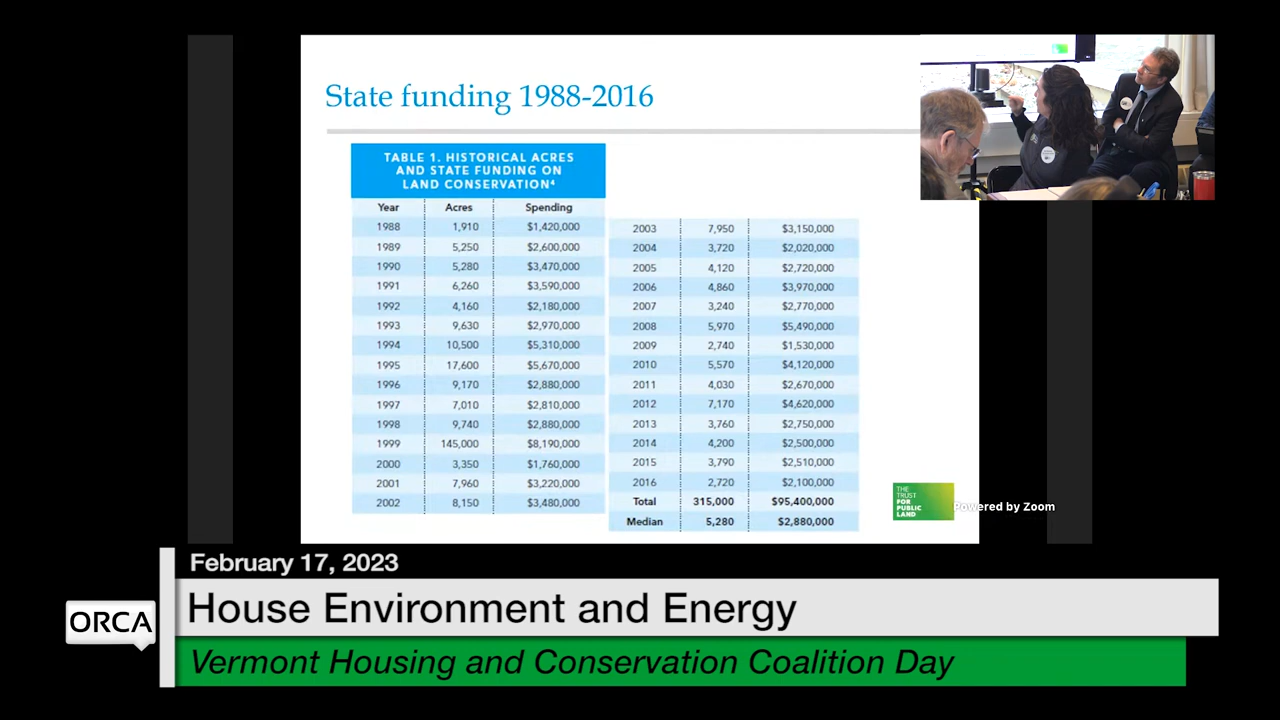 State funding 1988-2016
TABLE 1. HISTORICAL ACRES
AND STATE FUNDING ON
LAND CONSERVATION⁴
Year Acres Spending
1988 1,910 $1,420,000
1989 5,250 $2,600,000
1990 5,280 $3,470,000
1991 6,260 $3,590,000
1992 4,160 $2,180,000
1993 9,630 $2,970,000
1994 10,500 $5,310,000
1995 17,600 $5,670,000
1996 9,170 $2,880,000
1997 7,010 $2,810,000
1998 9,740 $2,880,000
1999 145,000 $8,190,000
2000 3,350 $1,760,000
2001 7,960 $3,220,000
2002 8,150 $3,480,000
2003 7,950 $3,150,000
2004 3,720 $2,020,000
2005 4,120 $2,720,000
2006 4,860 $3,970,000
2007 3,240 $2,770,000
2008 5,970 $5,490,000
2009 2,740 $1,530,000
2010 5,570 $4,120,000
2011 4,030 $2,670,000
2012 7,170 $4,620,000
2013 3,760 $2,750,000
2014 4,200 $2,500,000
2015 3,790 $2,510,000
2016 2,720 $2,100,000
Total 315,000 $95,400,000
Median 5,280 $2,880,000
THE
TRUST
FOR
PUBLIC
LAND
Powered by Zoom
February 17, 2023
ORCA
House Environment and Energy
Vermont Housing and Conservation Coalition Day